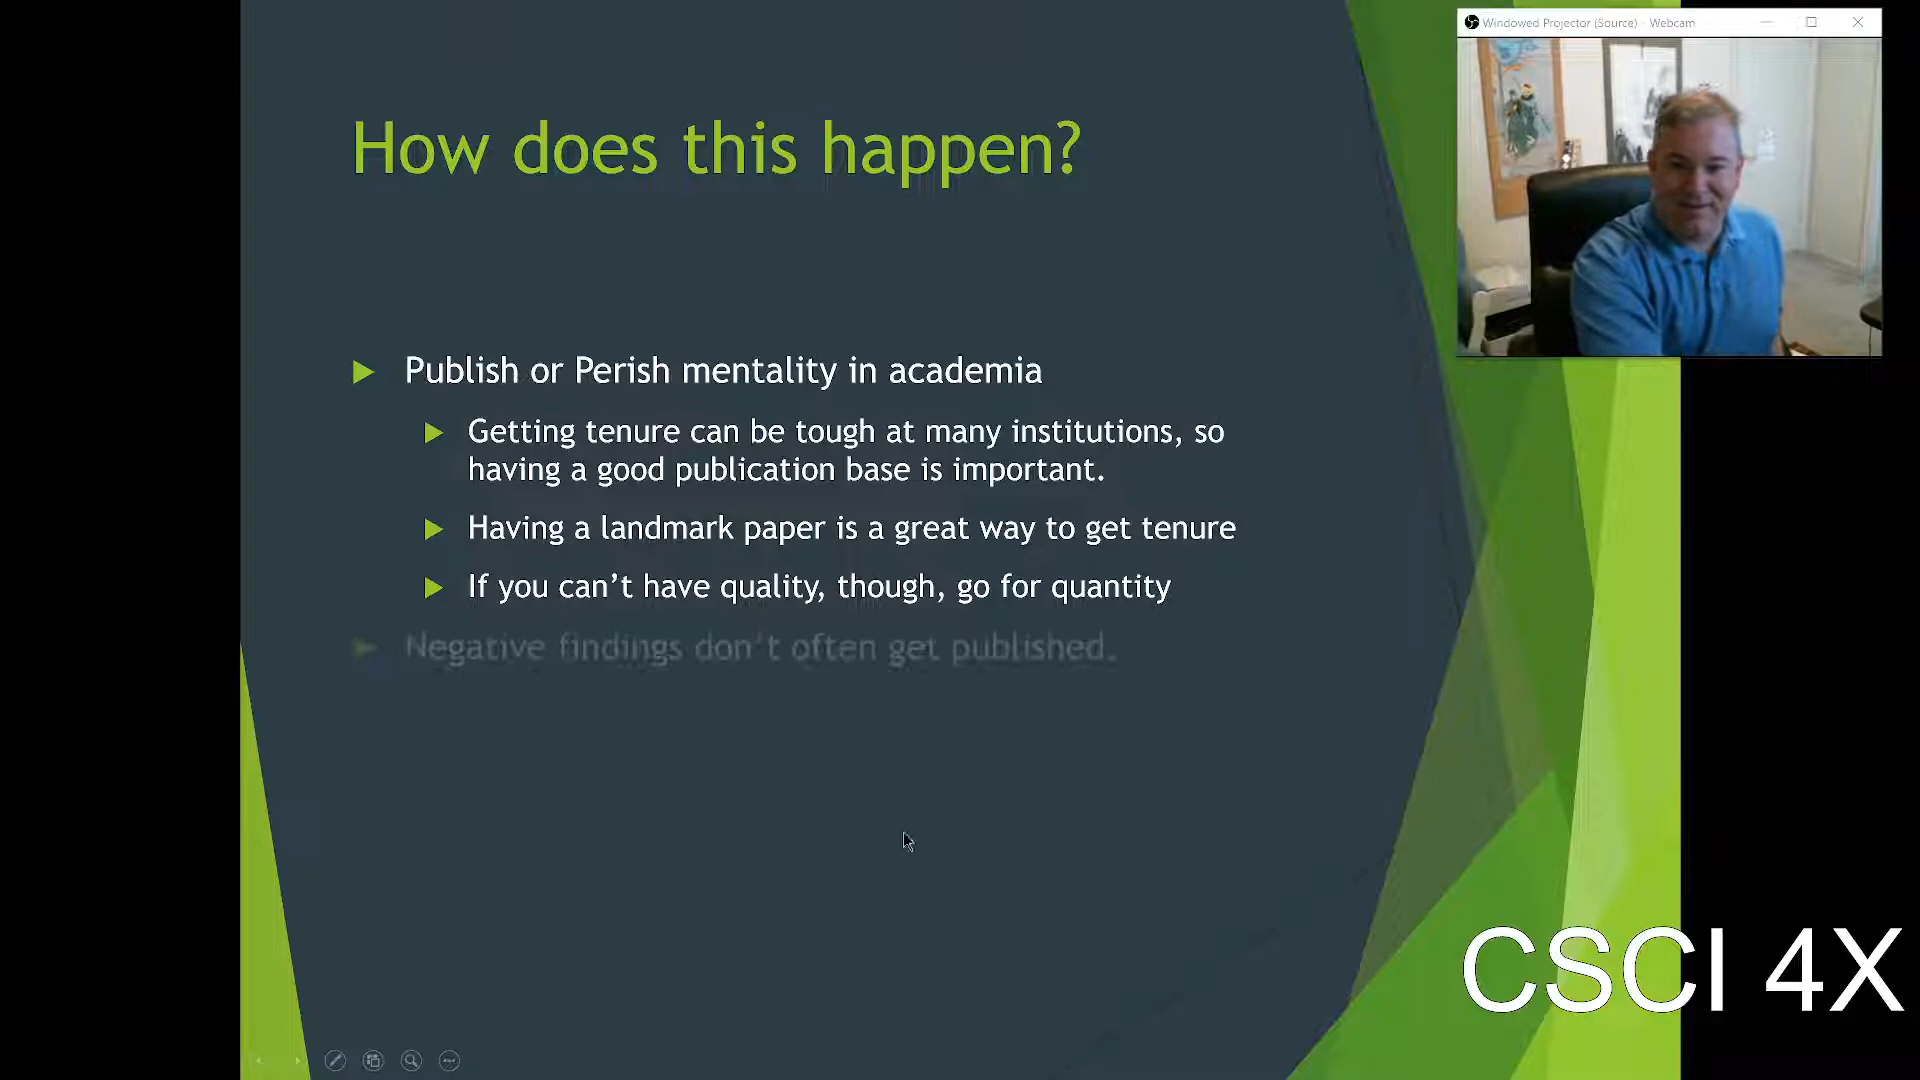 Windowed Projector (Source) - Webcam
How does this happen?
Publish or Perish mentality in academia
Getting tenure can be tough at many institutions, so
having a good publication base is important.
Having a landmark paper is a great way to get tenure
If you can’t have quality, though, go for quantity
Negative findings don’t often get published.
CSCI 4X